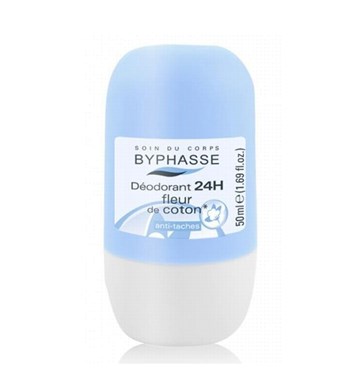 SOIN DU CORPS
BYPHASSE
Déodorant 24H
fleur
de coton*
anti-taches
50ml e (1.69 fl.oz.)